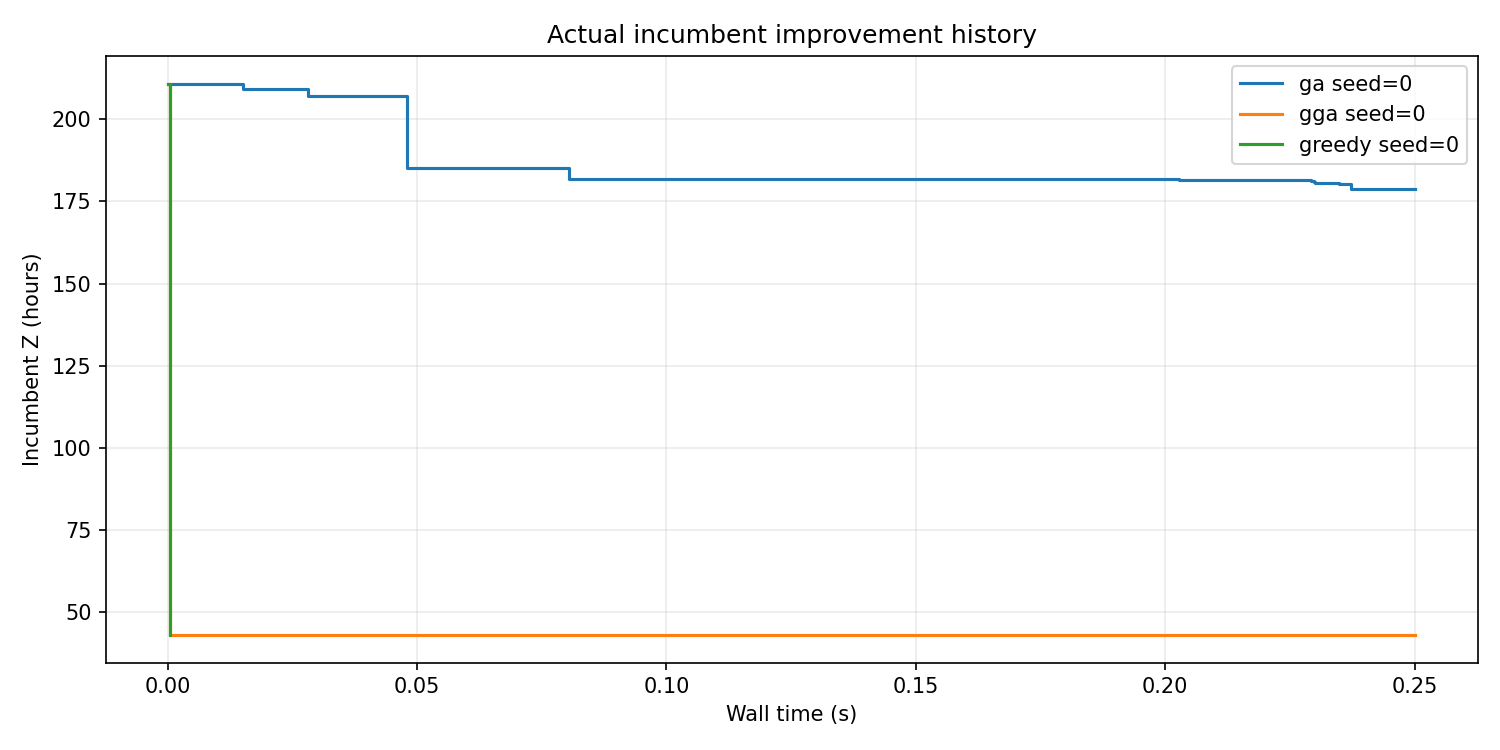 Actual incumbent improvement history
ga seed=0
gga seed=0
greedy seed=0
Incumbent Z (hours)
200
175
150
125
100
75
50
0.00 0.05 0.10 0.15 0.20 0.25
Wall time (s)